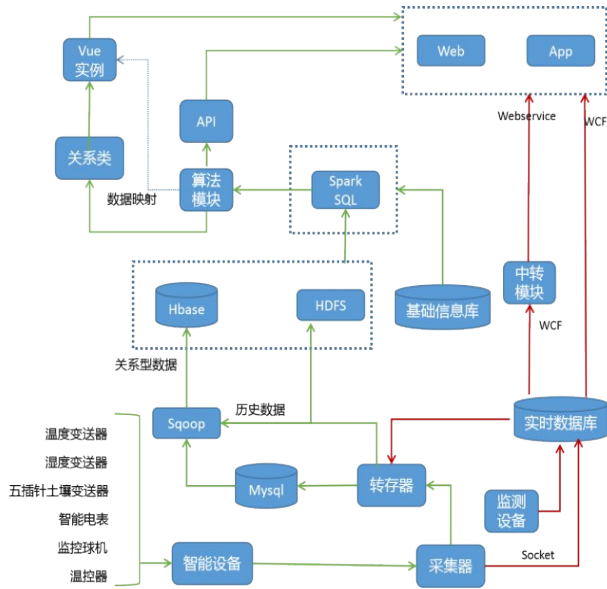 Vue
实例
Web
App
Webservice
WCF
API
关系类
算法
模块
Spark
SQL
数据映射
Hbase
HDFS
基础信息库
中转
模块
WCF
关系型数据
历史数据
Sqoop
实时数据库
温度变送器
湿度变送器
五插针土壤变送器
智能电表
监控球机
温控器
Mysql
转存器
监测
设备
智能设备
采集器
Socket